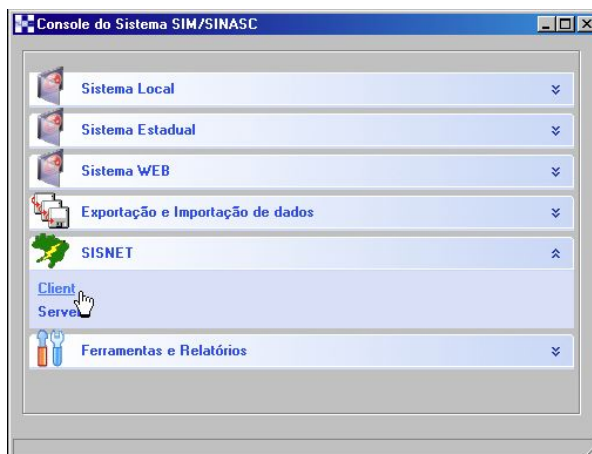 Console do Sistema SIM/SINASC
Sistema Local
Sistema Estadual
Sistema WEB
Exportação e Importação de dados
SISNET
Client
Server
Ferramentas e Relatórios